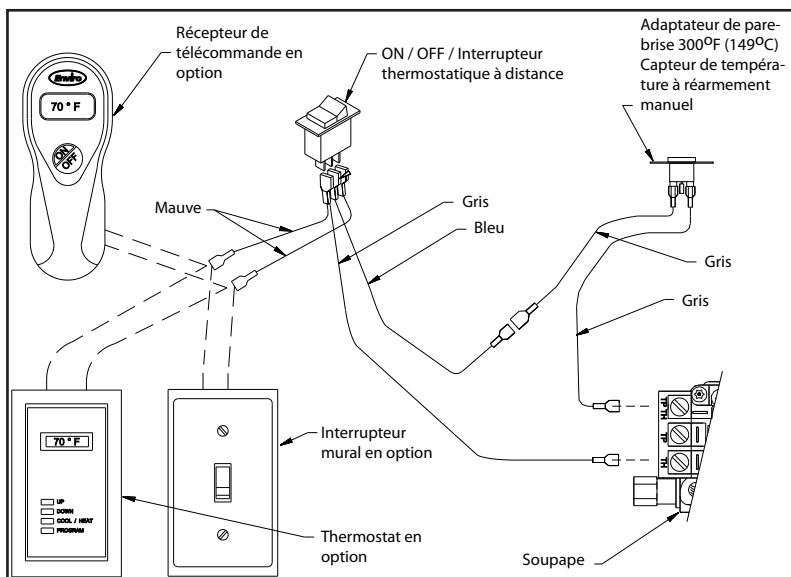 Récepteur de
télécommande en
option
Enviro
70 ° F
ON
OFF
ON / OFF / Interrupteur
thermostatique à distance
Adaptateur de pare-
brise 300°F (149°C)
Capteur de tempéra-
ture à réarmement
manuel
Mauve
Gris
Bleu
Gris
Gris
TP
TH
TP
TH
70 ° F
UP
DOWN
COOL / HEAT
PROGRAM
Interrupteur
mural en option
Thermostat en
option
Soupape